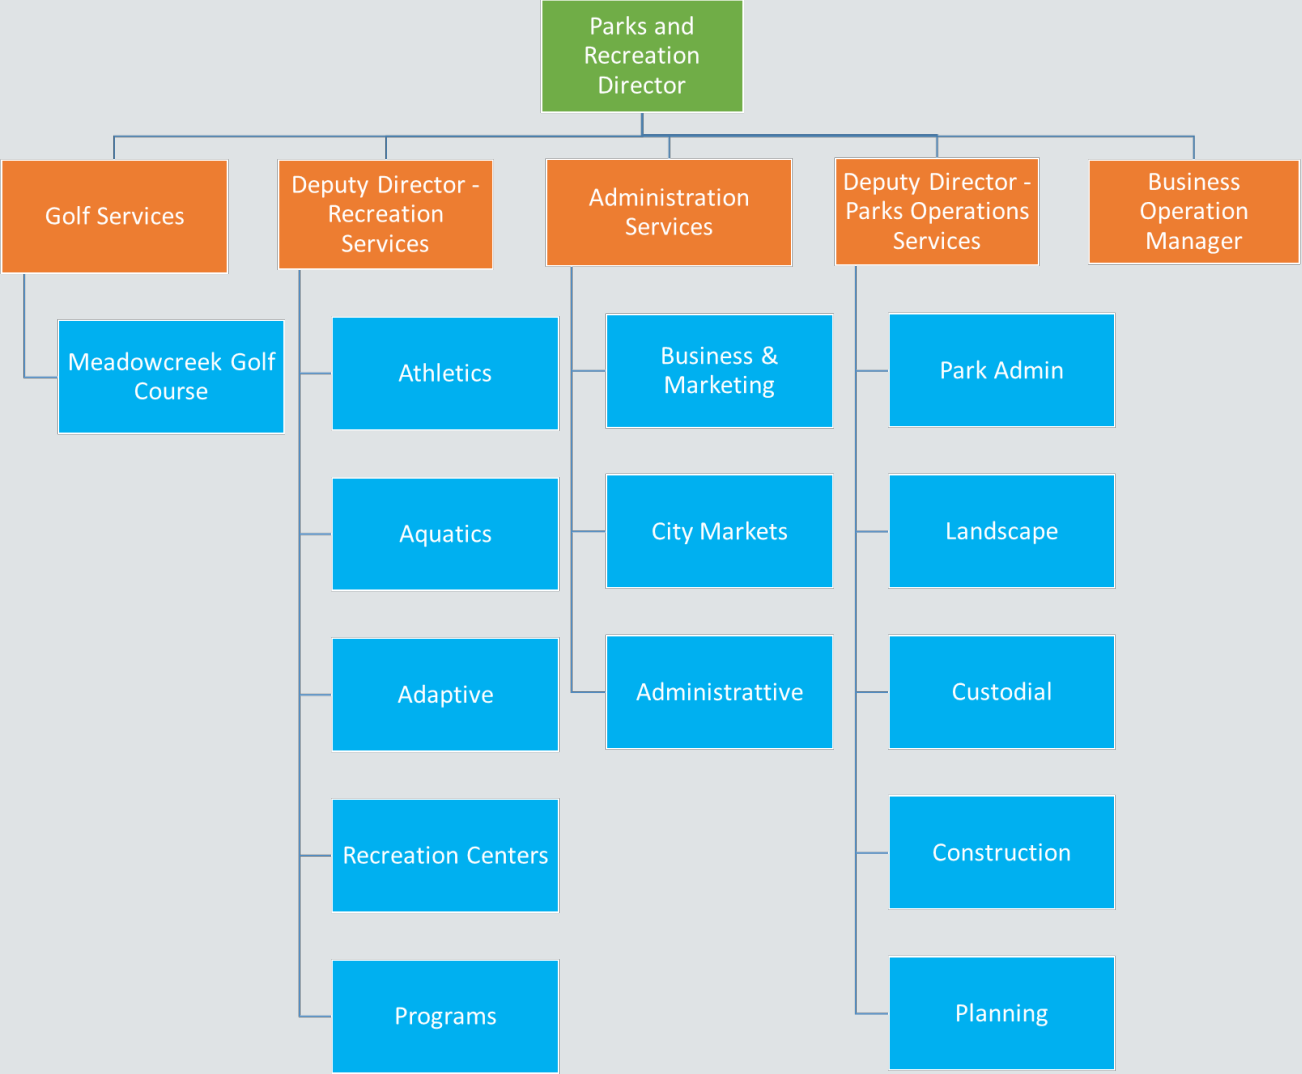 Parks and
Recreation
Director
Golf Services
Deputy Director -
Recreation
Services
Administration
Services
Deputy Director -
Parks Operations
Services
Business
Operation
Manager
Meadowcreek Golf
Course
Athletics
Aquatics
Adaptive
Recreation Centers
Programs
Business &
Marketing
City Markets
Administrattive
Park Admin
Landscape
Custodial
Construction
Planning